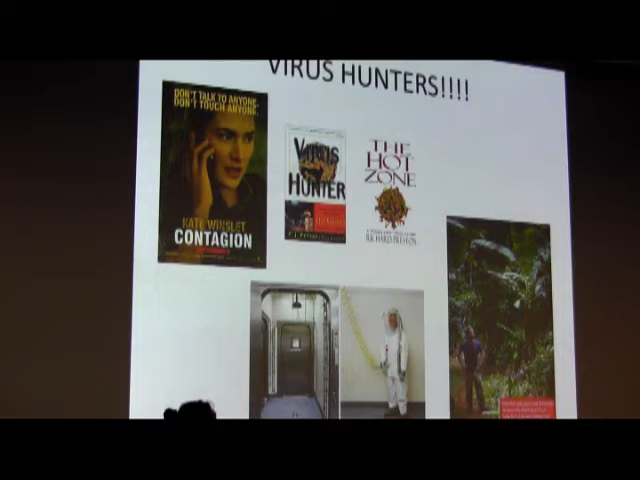 VIRUS HUNTERS!!!!
DON'T TALK TO ANYONE.
DON'T TOUCH ANYONE.
KATE WINSLET
CONTAGION
VIRUS
HUNTER
THE
HOT
ZONE
RICHARD PRESTON